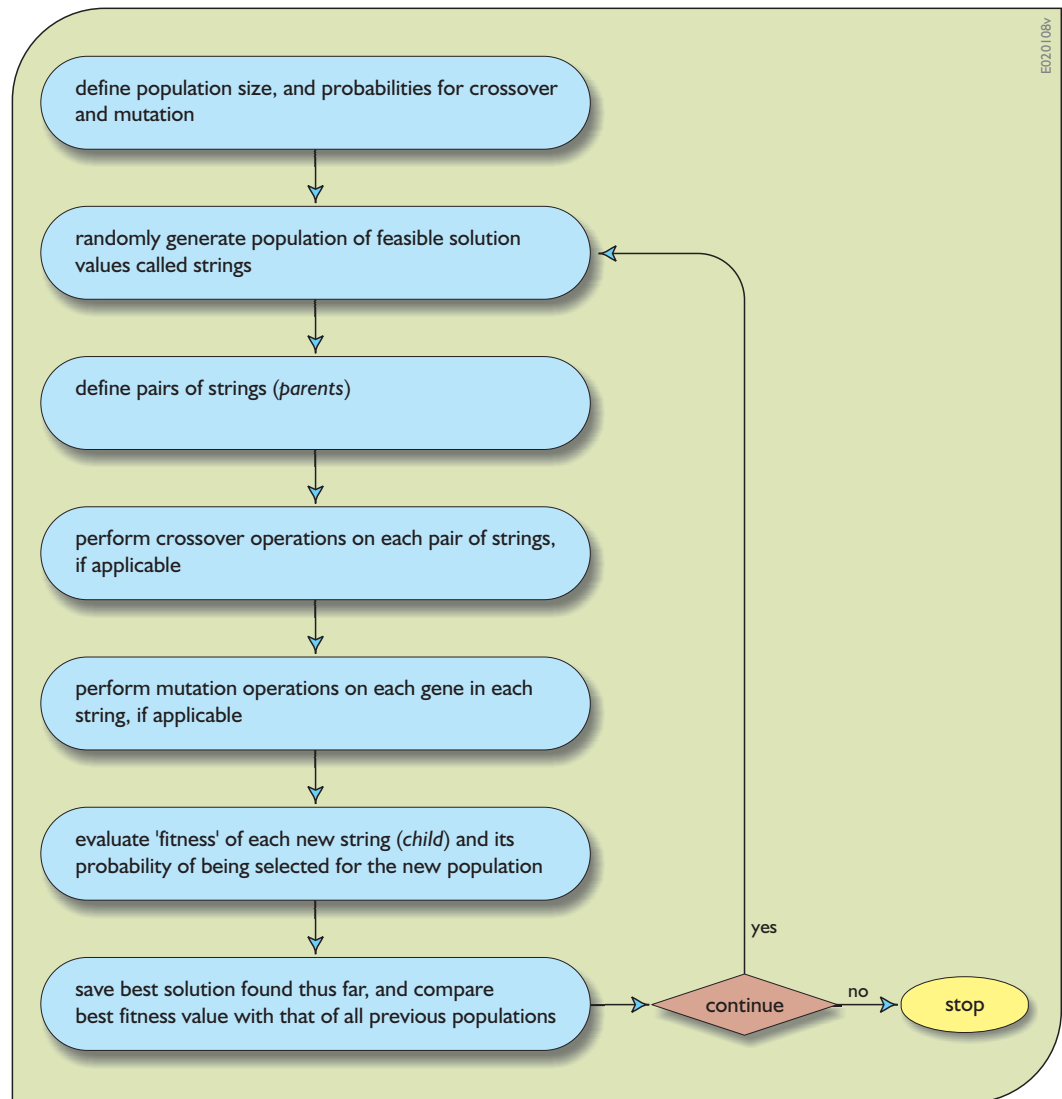 E020108v
define population size, and probabilities for crossover
and mutation
randomly generate population of feasible solution
values called strings
define pairs of strings (parents)
perform crossover operations on each pair of strings,
if applicable
perform mutation operations on each gene in each
string, if applicable
evaluate 'fitness' of each new string (child) and its
probability of being selected for the new population
save best solution found thus far, and compare
best fitness value with that of all previous populations
yes
continue
no
stop